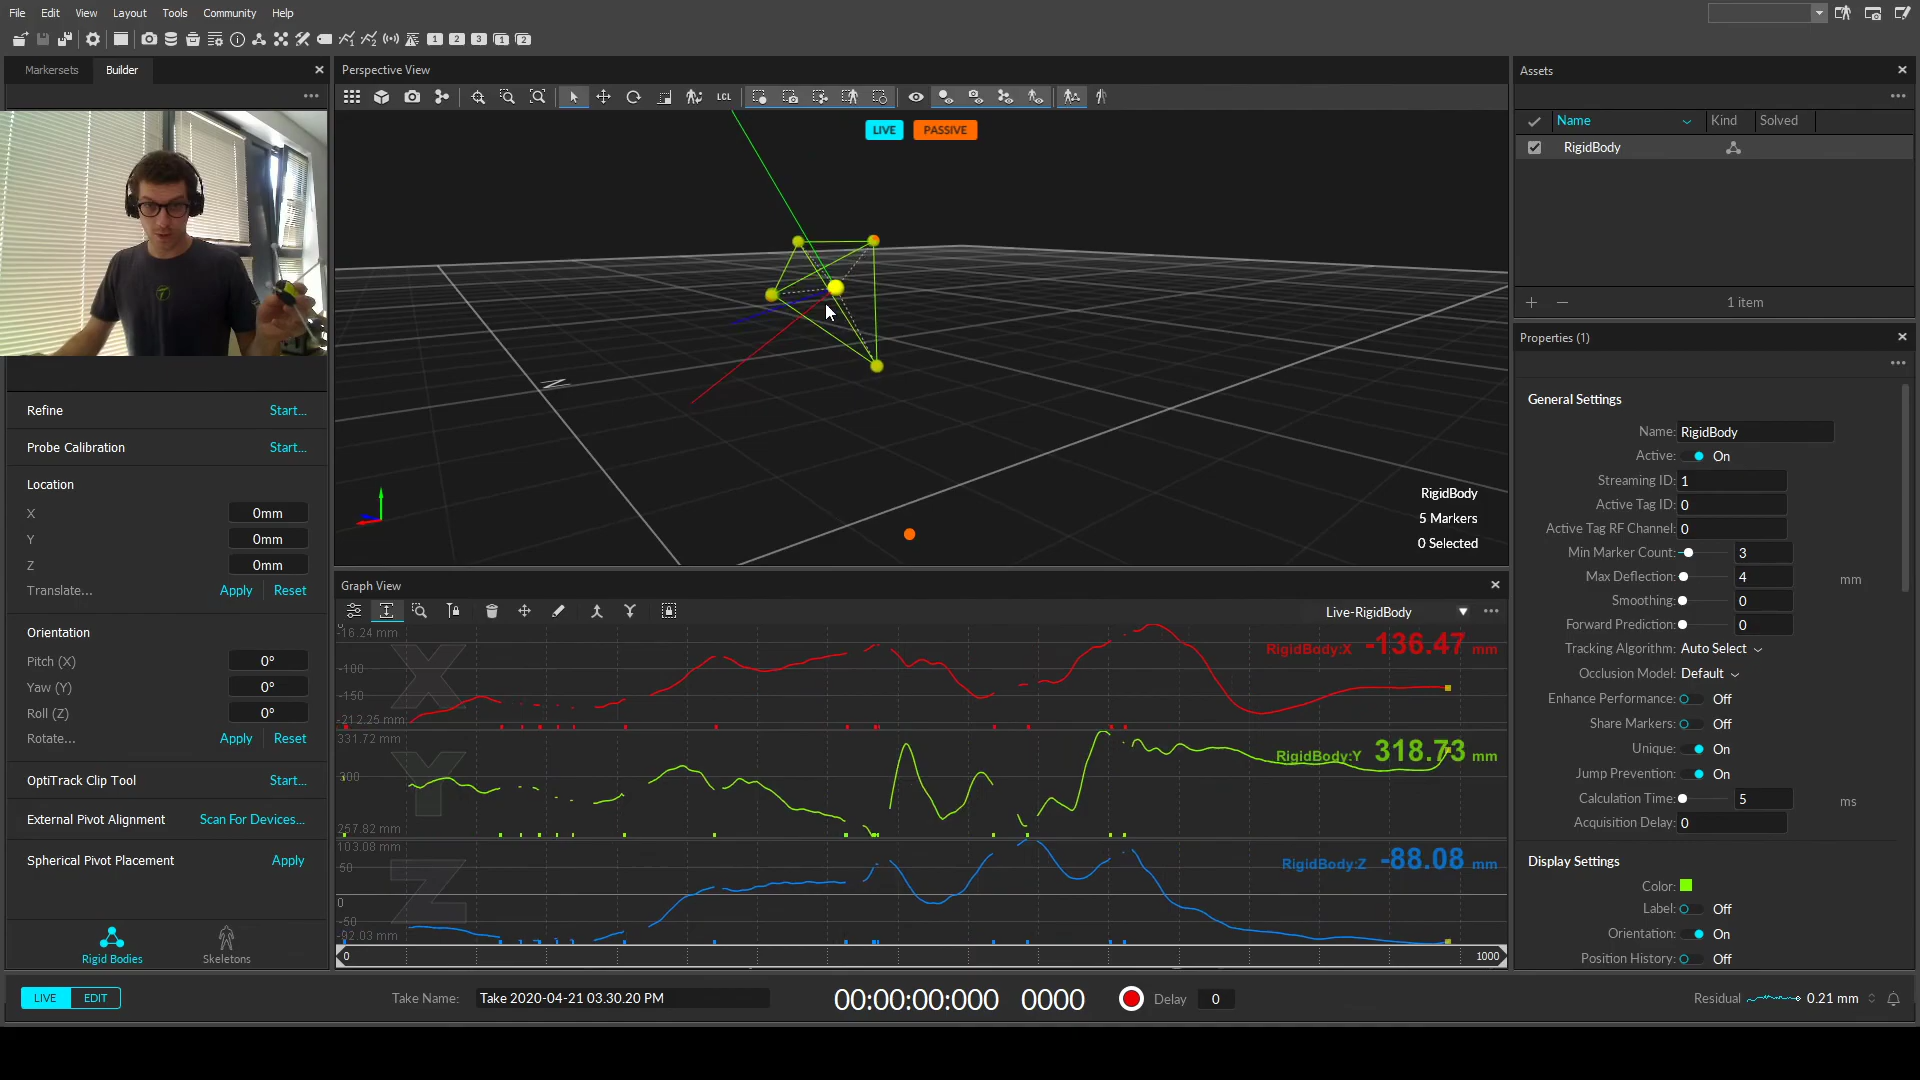 File Edit View Layout Tools Community Help
1 2 3 1 2
Markersets Builder
Perspective View
Assets
LCL
LIVE PASSIVE
Name Kind Solved
RigidBody
1 item
Properties (1)
General Settings
Name: RigidBody
Active: On
Streaming ID: 1
Active Tag ID: 0
Active Tag RF Channel: 0
Min Marker Count: 3
Max Deflection: 4 mm
Smoothing: 0
Forward Prediction: 0
Tracking Algorithm: Auto Select
Occlusion Model: Default
Enhance Performance: Off
Share Markers: Off
Unique: On
Jump Prevention: On
Calculation Time: 5 ms
Acquisition Delay: 0
Display Settings
Color:
Label: Off
Orientation: On
Position History: Off
Refine Start...
Probe Calibration Start...
Location
X 0mm
Y 0mm
Z 0mm
Translate... Apply Reset
Orientation
Pitch (X) 0°
Yaw (Y) 0°
Roll (Z) 0°
Rotate... Apply Reset
OptiTrack Clip Tool Start...
External Pivot Alignment Scan For Devices...
Spherical Pivot Placement Apply
Rigid Bodies Skeletons
Z
RigidBody
5 Markers
0 Selected
Graph View
Live-RigidBody
-16.24 mm
-100
-150
-212.25 mm
X
RigidBody:X -136.47 mm
331.72 mm
300
257.82 mm
Y
RigidBody:Y 318.73 mm
103.08 mm
50
0
-50
-92.03 mm
Z
RigidBody:Z -88.08 mm
0 1000
LIVE EDIT
Take Name: Take 2020-04-21 03.30.20 PM
00:00:00:000 0000
Delay 0
Residual 0.21 mm